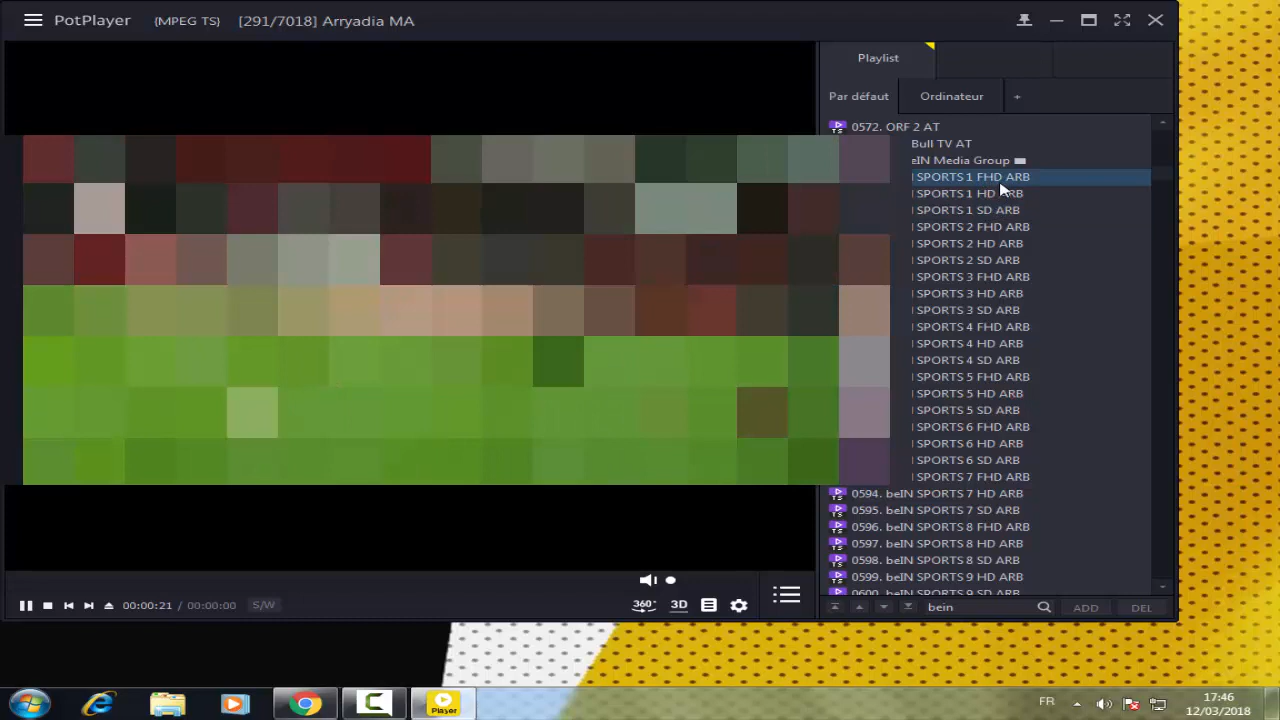 PotPlayer {MPEG TS} [291/7018] Arryadia MA
Playlist
Par défaut Ordinateur +
0572. ORF 2 AT
Bull TV AT
eIN Media Group
SPORTS 1 FHD ARB
SPORTS 1 HD ARB
SPORTS 1 SD ARB
SPORTS 2 FHD ARB
SPORTS 2 HD ARB
SPORTS 2 SD ARB
SPORTS 3 FHD ARB
SPORTS 3 HD ARB
SPORTS 3 SD ARB
SPORTS 4 FHD ARB
SPORTS 4 HD ARB
SPORTS 4 SD ARB
SPORTS 5 FHD ARB
SPORTS 5 HD ARB
SPORTS 5 SD ARB
SPORTS 6 FHD ARB
SPORTS 6 HD ARB
SPORTS 6 SD ARB
SPORTS 7 FHD ARB
0594. beIN SPORTS 7 HD ARB
0595. beIN SPORTS 7 SD ARB
0596. beIN SPORTS 8 FHD ARB
0597. beIN SPORTS 8 HD ARB
0598. beIN SPORTS 8 SD ARB
0599. beIN SPORTS 9 HD ARB
0600. beIN SPORTS 9 SD ARB
00:00:21 / 00:00:00 S/W
360° 3D
bein ADD DEL
Player
FR
17:46
12/03/2018